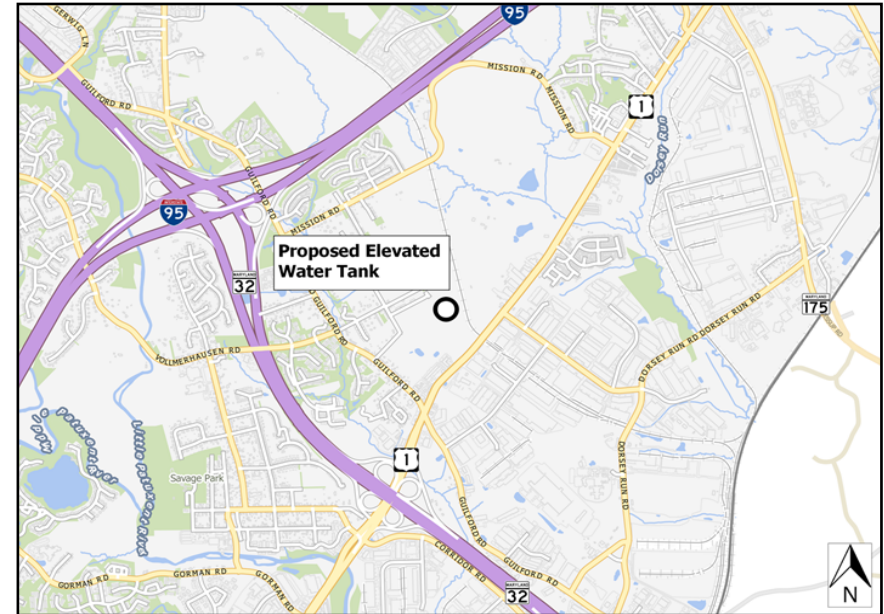 GERWIG LN
GUILFORD RD
95
MISSION RD
MISSION RD
1
Dorsey Run
GUILFORD RD
95
MISSION RD
Proposed Elevated
Water Tank
MARYLAND
32
GUILFORD RD
MARYLAND
175
VOLLMERHAUSEN RD
DORSEY RUN RD
DORSEY RUN RD
GUILFORD RD
Middle
Patuxent River
Little Patuxent River
Savage Park
1
DORSEY RUN RD
GUILFORD RD
CORRIDOR RD
GUILFORD RD
GORMAN RD
GORMAN RD
GORMAN RD
MARYLAND
32
N